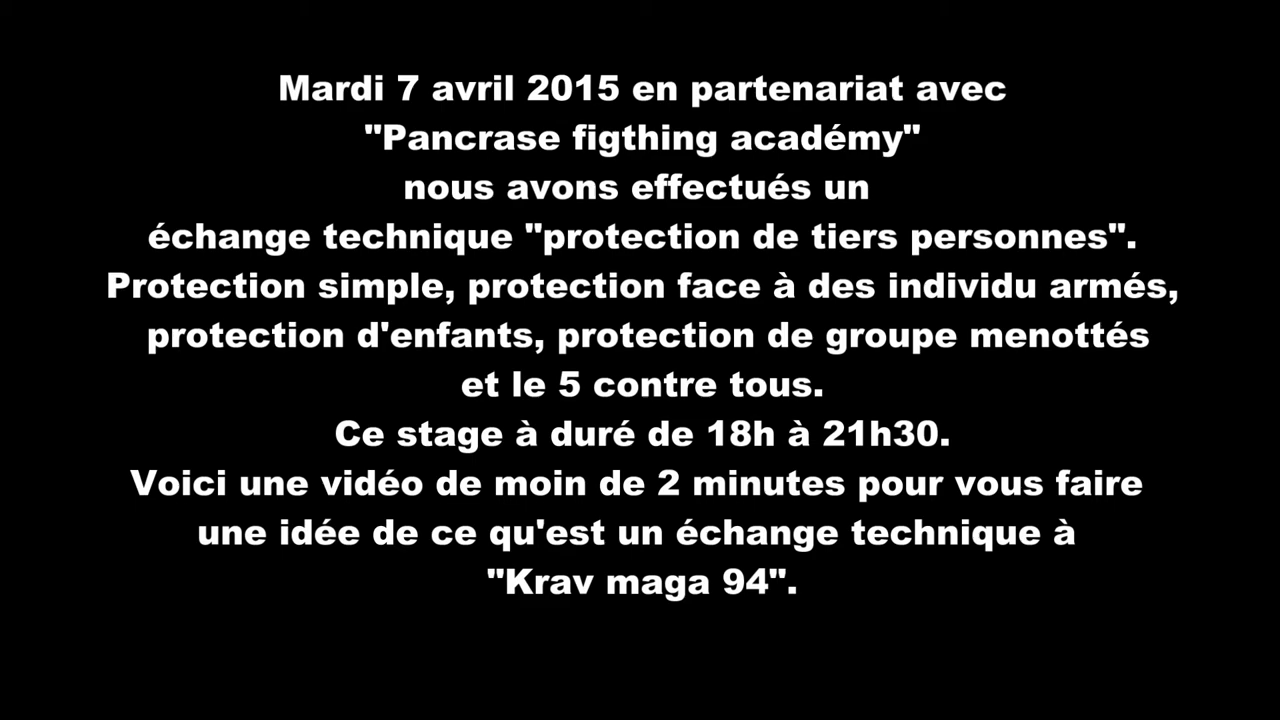 Mardi 7 avril 2015 en partenariat avec
"Pancrase figthing académy"
nous avons effectués un
échange technique "protection de tiers personnes".
Protection simple, protection face à des individu armés,
protection d'enfants, protection de groupe menottés
et le 5 contre tous.
Ce stage à duré de 18h à 21h30.
Voici une vidéo de moin de 2 minutes pour vous faire
une idée de ce qu'est un échange technique à
"Krav maga 94".